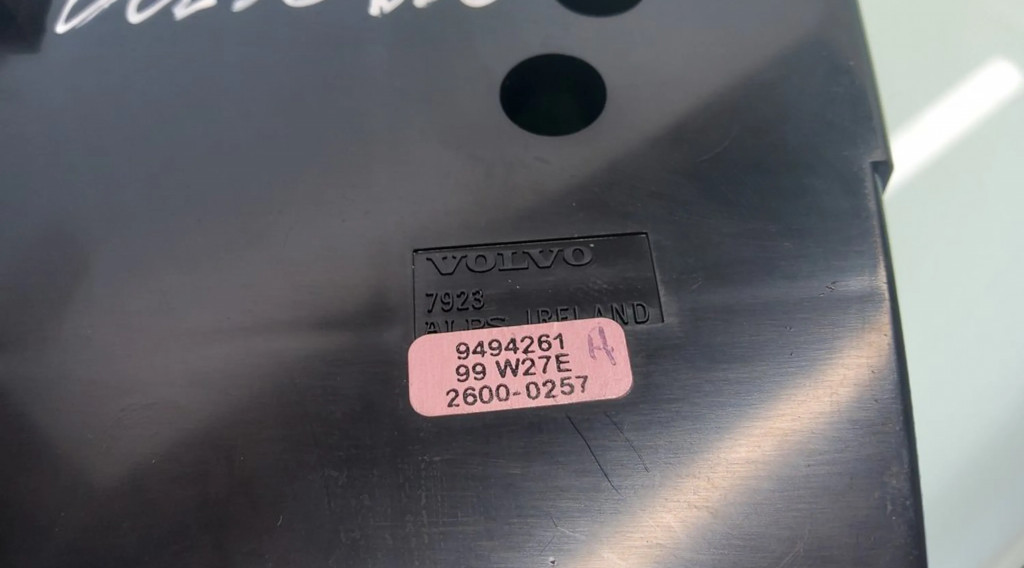 VOLVO
7923
ALPS IRELAND
9494261
99 W27E
2600-0257
H